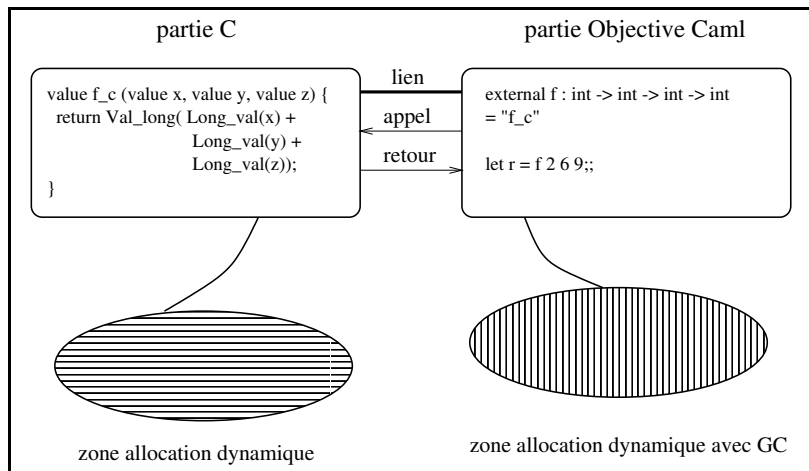 partie C
partie Objective Caml
value f_c (value x, value y, value z) {
return Val_long( Long_val(x) +
Long_val(y) +
Long_val(z));
}
lien
appel
retour
external f : int -> int -> int -> int
= "f_c"
let r = f 2 6 9;;
zone allocation dynamique
zone allocation dynamique avec GC